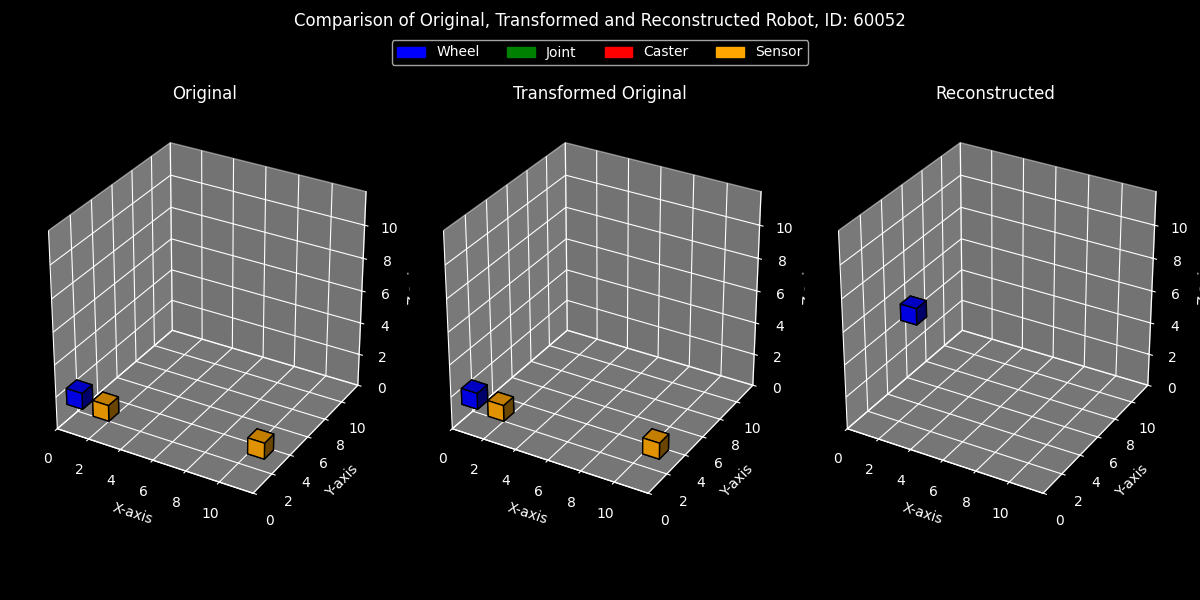 Comparison of Original, Transformed and Reconstructed Robot, ID: 60052
Wheel Joint Caster Sensor
Original Transformed Original Reconstructed
10 10 10
8 8 8
6 6 6
4 4 4
2 2 2
0 0 0
0 2 4 6 8 10 0 2 4 6 8 10 0 2 4 6 8 10
X-axis X-axis X-axis
0 2 4 6 8 10 0 2 4 6 8 10 0 2 4 6 8 10
Y-axis Y-axis Y-axis